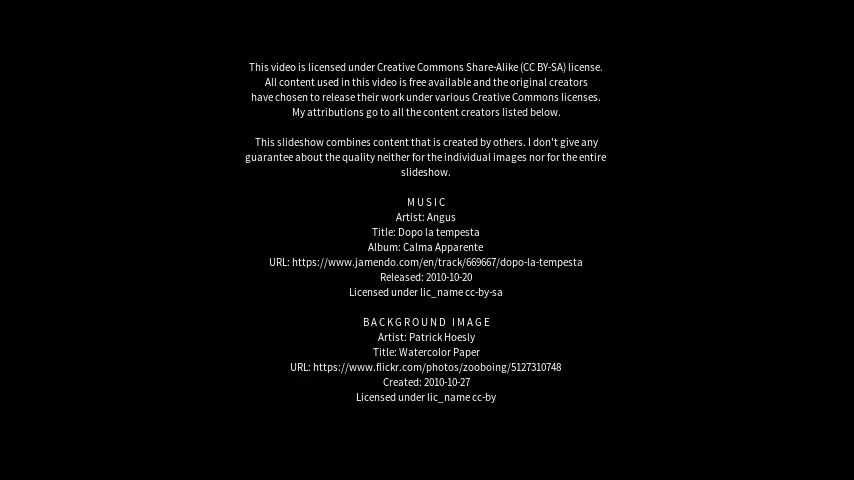 This video is licensed under Creative Commons Share-Alike (CC BY-SA) license.
All content used in this video is free available and the original creators
have chosen to release their work under various Creative Commons licenses.
My attributions go to all the content creators listed below.
This slideshow combines content that is created by others. I don't give any
guarantee about the quality neither for the individual images nor for the entire
slideshow.
M U S I C
Artist: Angus
Title: Dopo la tempesta
Album: Calma Apparente
URL: https://www.jamendo.com/en/track/669667/dopo-la-tempesta
Released: 2010-10-20
Licensed under lic_name cc-by-sa
B A C K G R O U N D   I M A G E
Artist: Patrick Hoesly
Title: Watercolor Paper
URL: https://www.flickr.com/photos/zooboing/5127310748
Created: 2010-10-27
Licensed under lic_name cc-by